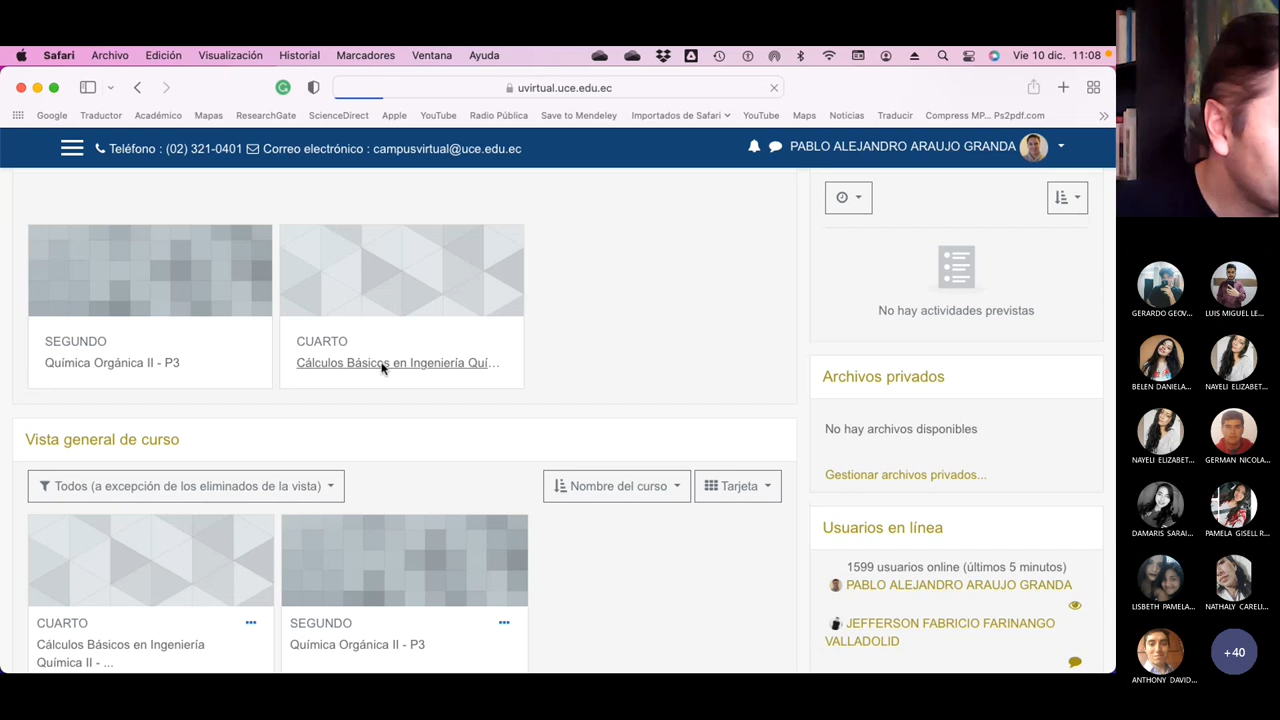 Safari Archivo Edición Visualización Historial Marcadores Ventana Ayuda Vie 10 dic. 11:08
uvirtual.uce.edu.ec
Google Traductor Académico Mapas ResearchGate ScienceDirect Apple YouTube Radio Pública Save to Mendeley Importados de Safari YouTube Maps Noticias Traducir Compress MP... Ps2pdf.com
Teléfono : (02) 321-0401 Correo electrónico : campusvirtual@uce.edu.ec PABLO ALEJANDRO ARAUJO GRANDA
No hay actividades previstas
SEGUNDO
Química Orgánica II - P3
CUARTO
Cálculos Básicos en Ingeniería Quí...
Archivos privados
No hay archivos disponibles
Gestionar archivos privados...
Vista general de curso
Todos (a excepción de los eliminados de la vista) Nombre del curso Tarjeta
CUARTO
Cálculos Básicos en Ingeniería
Química II - ...
SEGUNDO
Química Orgánica II - P3
Usuarios en línea
1599 usuarios online (últimos 5 minutos)
PABLO ALEJANDRO ARAUJO GRANDA
JEFFERSON FABRICIO FARINANGO
VALLADOLID
GERARDO GEOV... LUIS MIGUEL LE...
BELEN DANIELA... NAYELI ELIZABET...
NAYELI ELIZABET... GERMAN NICOLA...
DAMARIS SARAI... PAMELA GISELL R...
LISBETH PAMELA... NATHALY CARELI...
ANTHONY DAVID... +40